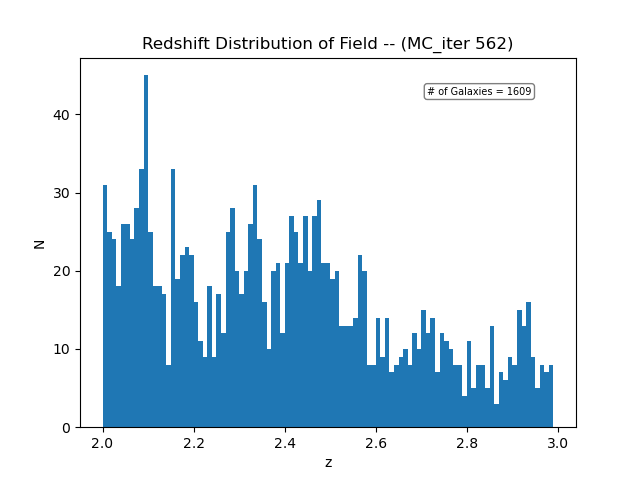 Redshift Distribution of Field -- (MC_iter 562)
# of Galaxies = 1609
N
40
30
20
10
0
2.0 2.2 2.4 2.6 2.8 3.0
z